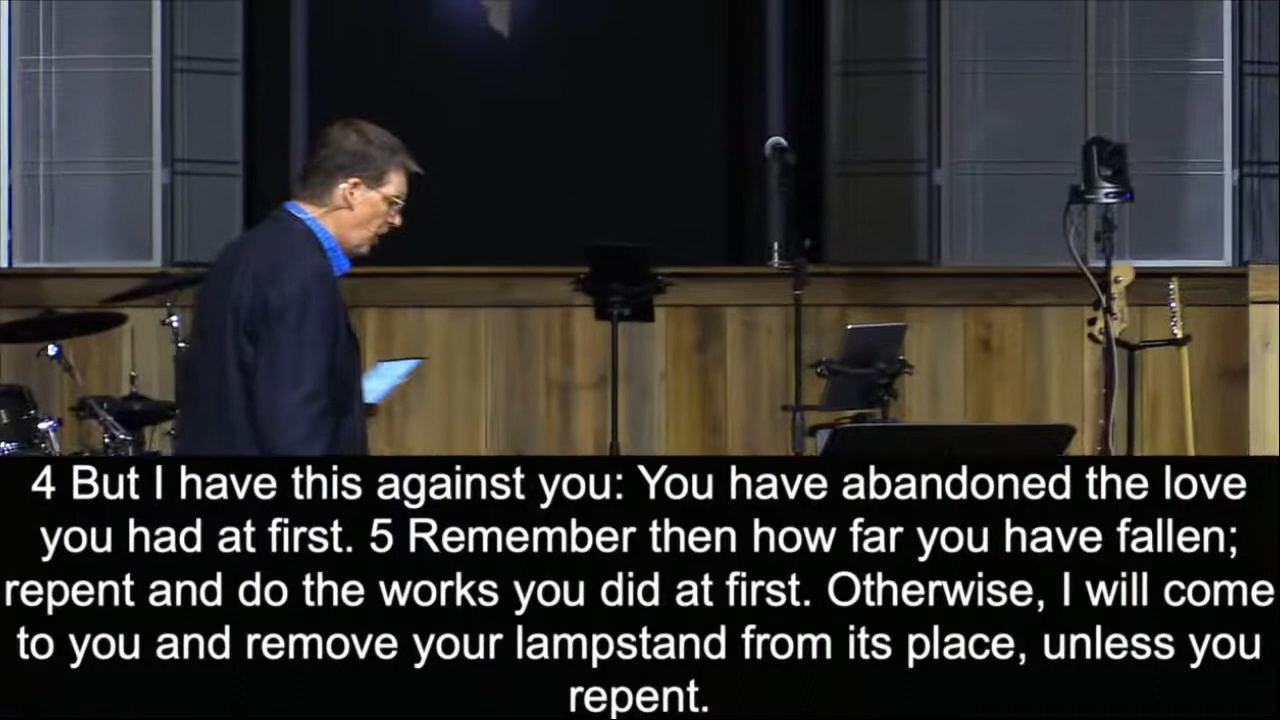 4 But I have this against you: You have abandoned the love
you had at first. 5 Remember then how far you have fallen;
repent and do the works you did at first. Otherwise, I will come
to you and remove your lampstand from its place, unless you
repent.